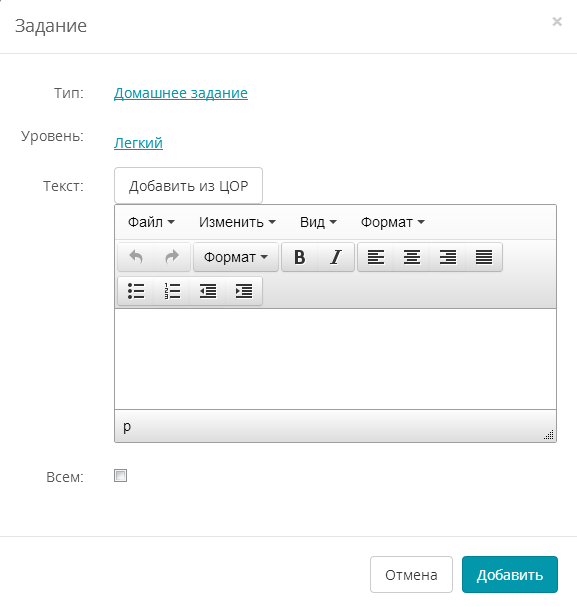 Задание ×
Тип: Домашнее задание
Уровень: Легкий
Текст: Добавить из ЦОР
Файл Изменить Вид Формат
Формат B I
p
Всем:
Отмена Добавить